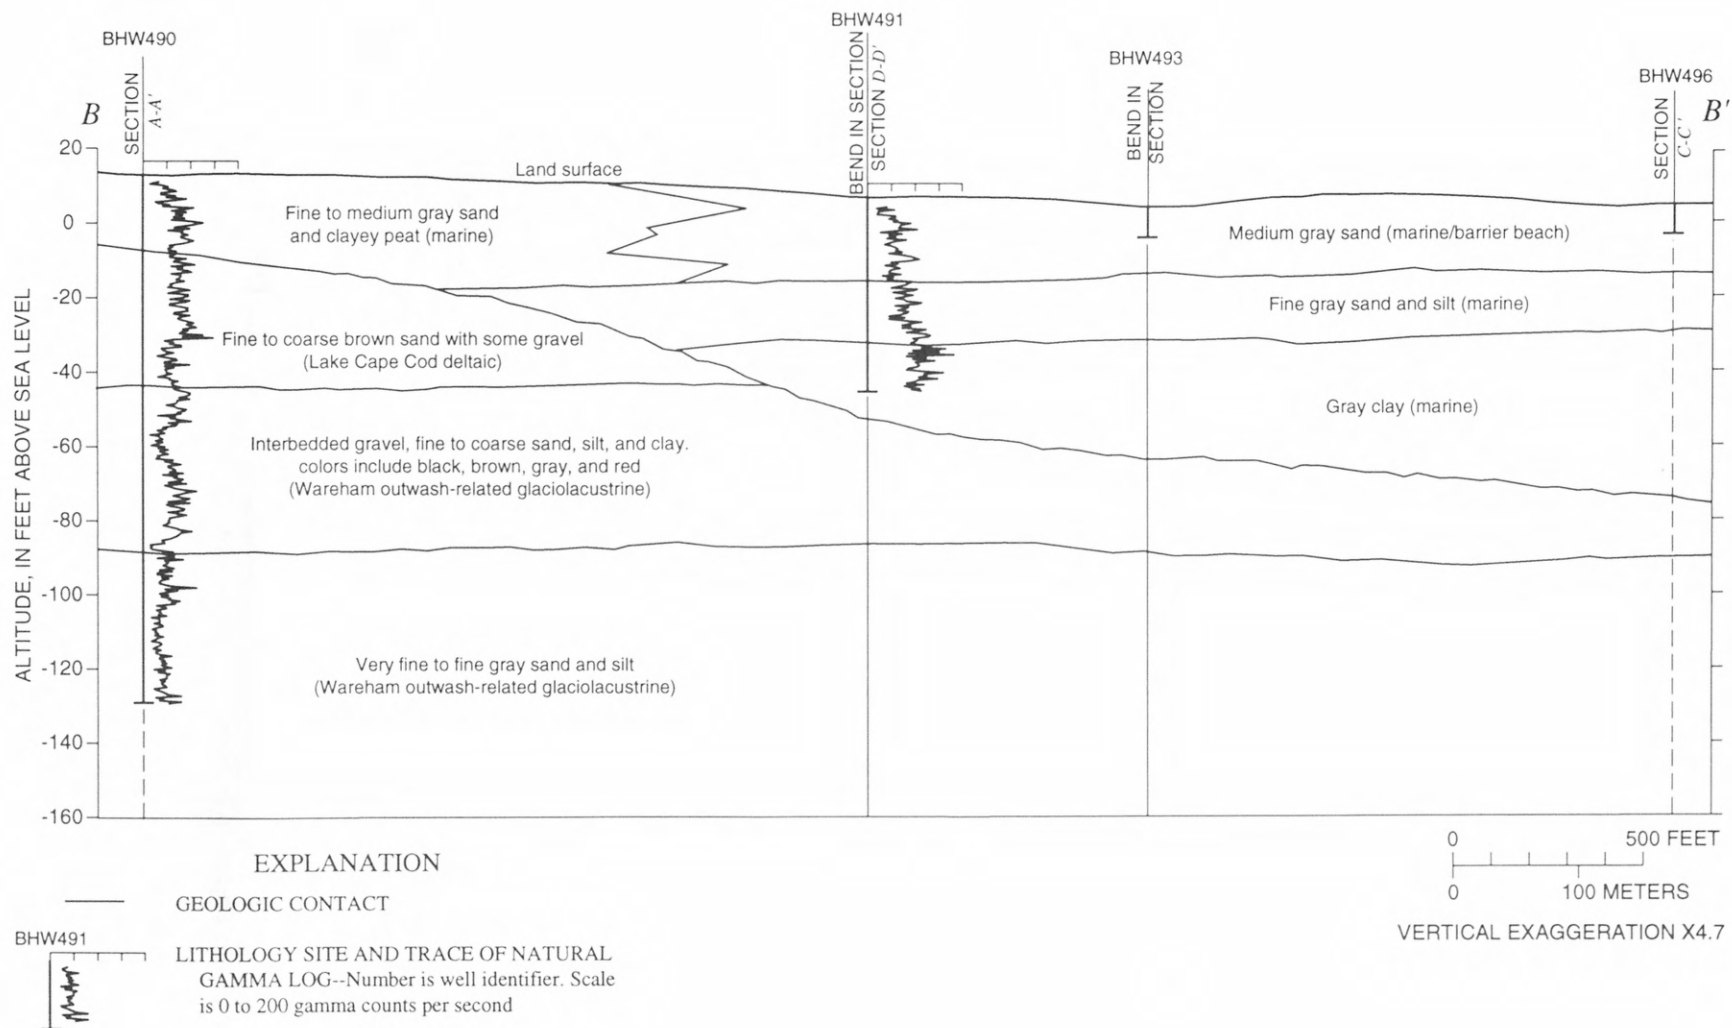 BHW490
BHW491
BHW493
BHW496
B
SECTION
A-A'
BEND IN SECTION
SECTION D-D'
BEND IN
SECTION
SECTION
C-C'
B'
ALTITUDE, IN FEET ABOVE SEA LEVEL
20
0
-20
-40
-60
-80
-100
-120
-140
-160
Land surface
Fine to medium gray sand
and clayey peat (marine)
Medium gray sand (marine/barrier beach)
Fine gray sand and silt (marine)
Fine to coarse brown sand with some gravel
(Lake Cape Cod deltaic)
Gray clay (marine)
Interbedded gravel, fine to coarse sand, silt, and clay.
colors include black, brown, gray, and red
(Wareham outwash-related glaciolacustrine)
Very fine to fine gray sand and silt
(Wareham outwash-related glaciolacustrine)
0 500 FEET
0 100 METERS
VERTICAL EXAGGERATION X4.7
EXPLANATION
GEOLOGIC CONTACT
BHW491
LITHOLOGY SITE AND TRACE OF NATURAL
GAMMA LOG--Number is well identifier. Scale
is 0 to 200 gamma counts per second